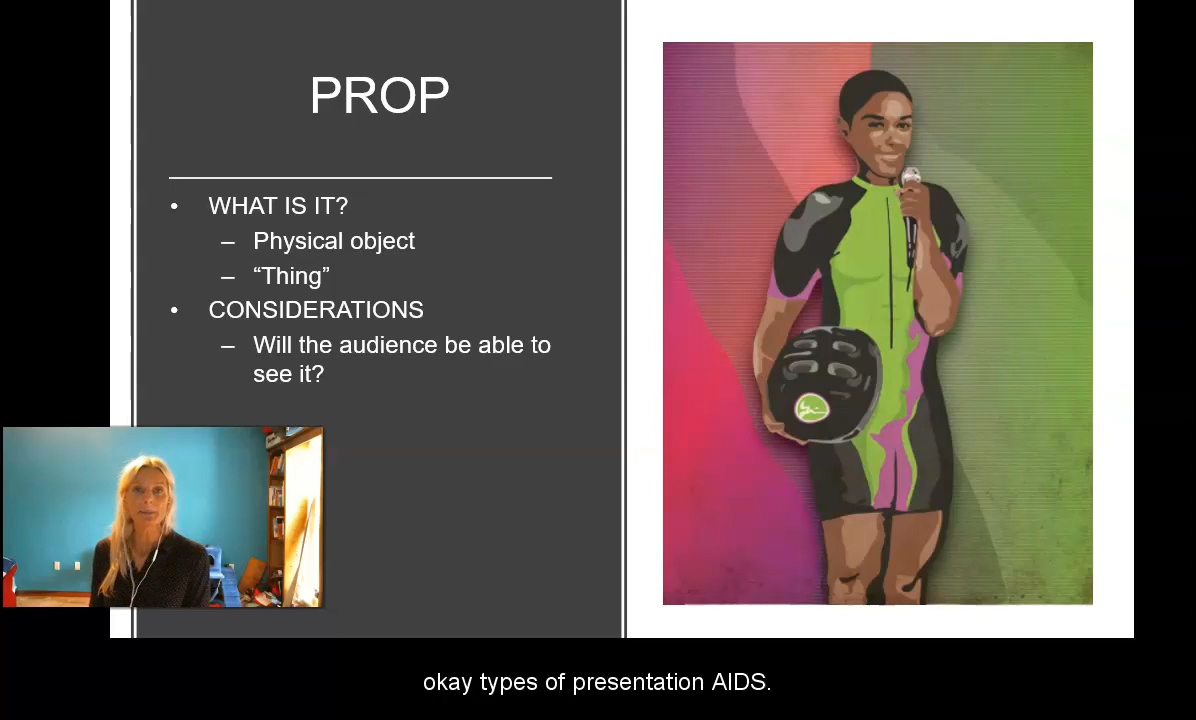 PROP
• WHAT IS IT?
– Physical object
– “Thing”
• CONSIDERATIONS
– Will the audience be able to
see it?
okay types of presentation AIDS.